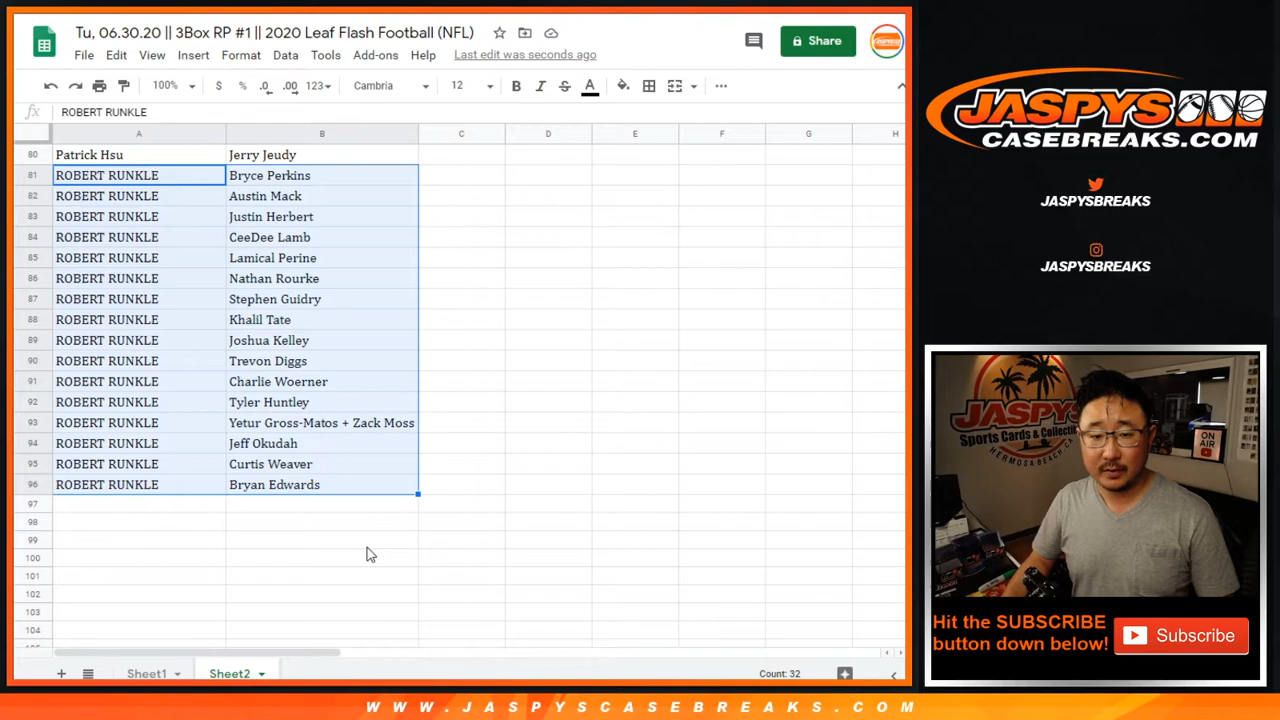 Tu, 06.30.20 || 3Box RP #1 || 2020 Leaf Flash Football (NFL)
File Edit View Insert Format Data Tools Add-ons Help Last edit was seconds ago
Share
100% $ % .0 .00 123 Cambria 12 B I S A
fx ROBERT RUNKLE
A B C D E F G H
80 Patrick Hsu Jerry Jeudy
81 ROBERT RUNKLE Bryce Perkins
82 ROBERT RUNKLE Austin Mack
83 ROBERT RUNKLE Justin Herbert
84 ROBERT RUNKLE CeeDee Lamb
85 ROBERT RUNKLE Lamical Perine
86 ROBERT RUNKLE Nathan Rourke
87 ROBERT RUNKLE Stephen Guidry
88 ROBERT RUNKLE Khalil Tate
89 ROBERT RUNKLE Joshua Kelley
90 ROBERT RUNKLE Trevon Diggs
91 ROBERT RUNKLE Charlie Woerner
92 ROBERT RUNKLE Tyler Huntley
93 ROBERT RUNKLE Yetur Gross-Matos + Zack Moss
94 ROBERT RUNKLE Jeff Okudah
95 ROBERT RUNKLE Curtis Weaver
96 ROBERT RUNKLE Bryan Edwards
97
98
99
100
101
102
103
104
Sheet1 Sheet2 Count: 32
JASPYS
CASEBREAKS.COM
JASPYSBREAKS
JASPYSBREAKS
JASPYS
Sports Cards & Collectibles
HERMOSA BEACH, CA
ON AIR
Hit the SUBSCRIBE
button down below!
Subscribe
WWW.JASPYSCASEBREAKS.COM